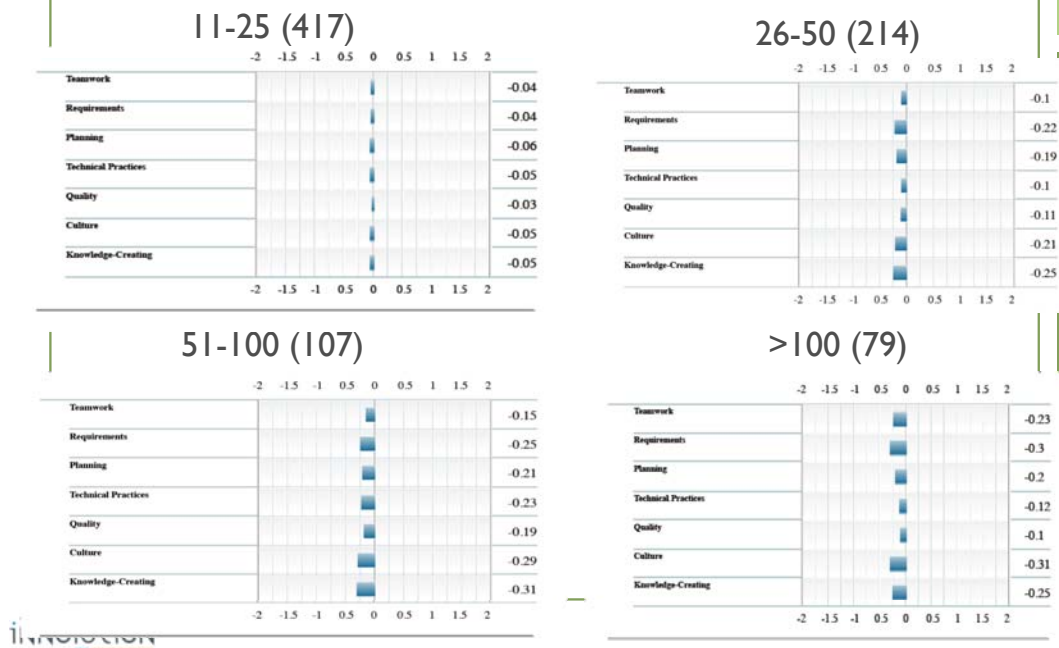 11-25 (417)
-2 -1.5 -1 0.5 0 0.5 1 1.5 2
Teamwork -0.04
Requirements -0.04
Planning -0.06
Technical Practices -0.05
Quality -0.03
Culture -0.05
Knowledge-Creating -0.05
-2 -1.5 -1 0.5 0 0.5 1 1.5 2
26-50 (214)
-2 -1.5 -1 0.5 0 0.5 1 1.5 2
Teamwork -0.1
Requirements -0.22
Planning -0.19
Technical Practices -0.1
Quality -0.11
Culture -0.21
Knowledge-Creating -0.25
-2 -1.5 -1 0.5 0 0.5 1 1.5 2
51-100 (107)
-2 -1.5 -1 0.5 0 0.5 1 1.5 2
Teamwork -0.15
Requirements -0.25
Planning -0.21
Technical Practices -0.23
Quality -0.19
Culture -0.29
Knowledge-Creating -0.31
-2 -1.5 -1 0.5 0 0.5 1 1.5 2
>100 (79)
-2 -1.5 -1 0.5 0 0.5 1 1.5 2
Teamwork -0.23
Requirements -0.3
Planning -0.2
Technical Practices -0.12
Quality -0.1
Culture -0.31
Knowledge-Creating -0.25
-2 -1.5 -1 0.5 0 0.5 1 1.5 2